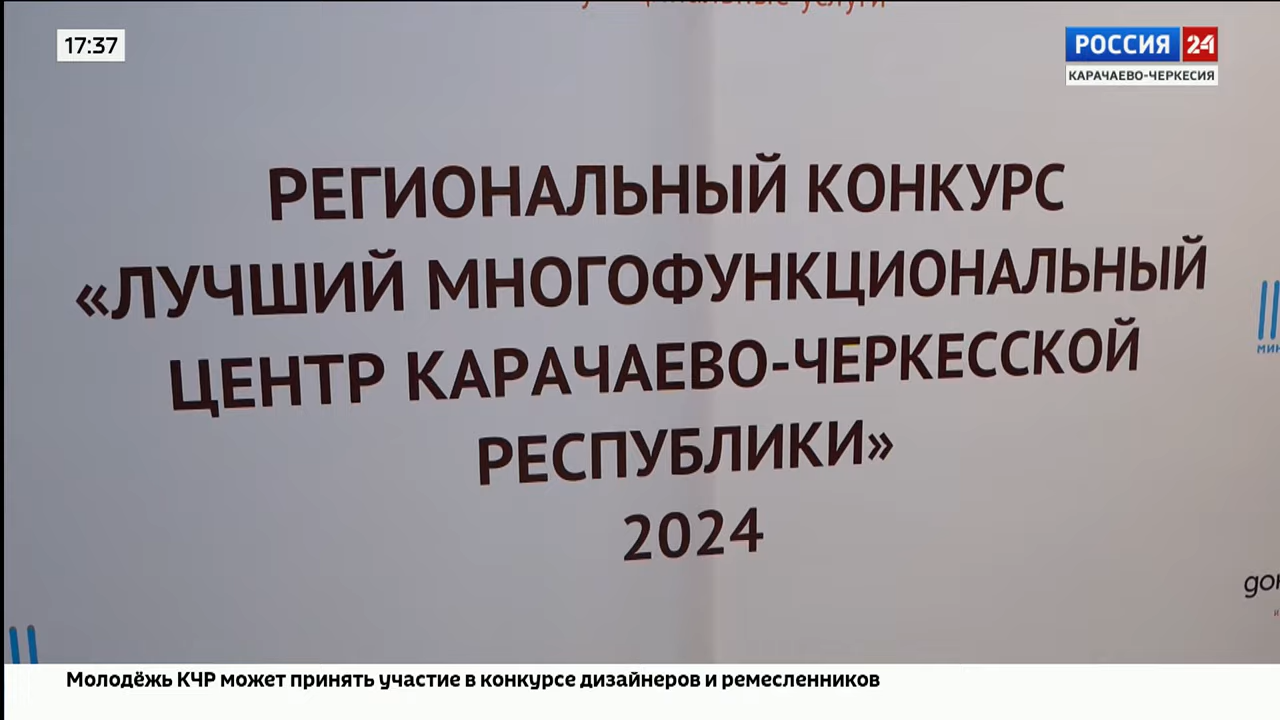 услуги
17:37
РОССИЯ 24
КАРАЧАЕВО-ЧЕРКЕСИЯ
РЕГИОНАЛЬНЫЙ КОНКУРС
«ЛУЧШИЙ МНОГОФУНКЦИОНАЛЬНЫЙ
ЦЕНТР КАРАЧАЕВО-ЧЕРКЕССКОЙ
РЕСПУБЛИКИ»
2024
Молодёжь КЧР может принять участие в конкурсе дизайнеров и ремесленников